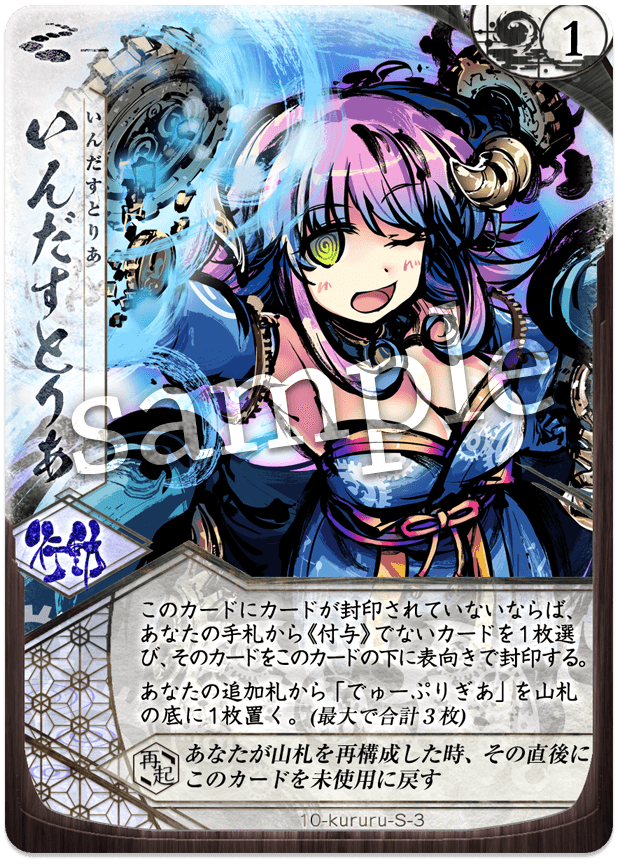 1
いんだすとりあ
いんだすとりぁ
sample
行動
このカードにカードが封印されていないならば、
あなたの手札から《付与》でないカードを1枚選
び、そのカードをこのカードの下に表向きで封印する。
あなたの追加札から「でゅーぷりぎあ」を山札
の底に1枚置く。(最大で合計３枚)
再起
あなたが山札を再構成した時、その直後に
このカードを未使用に戻す
10-kururu-S-3